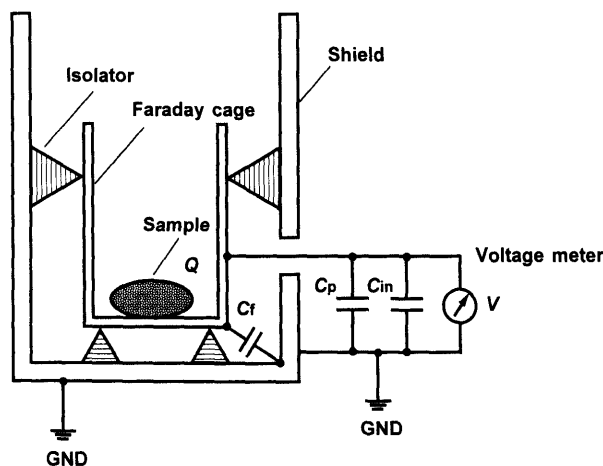 Isolator
Shield
Faraday cage
Sample
Q
Voltage meter
Cp
Cin
V
Cf
GND
GND